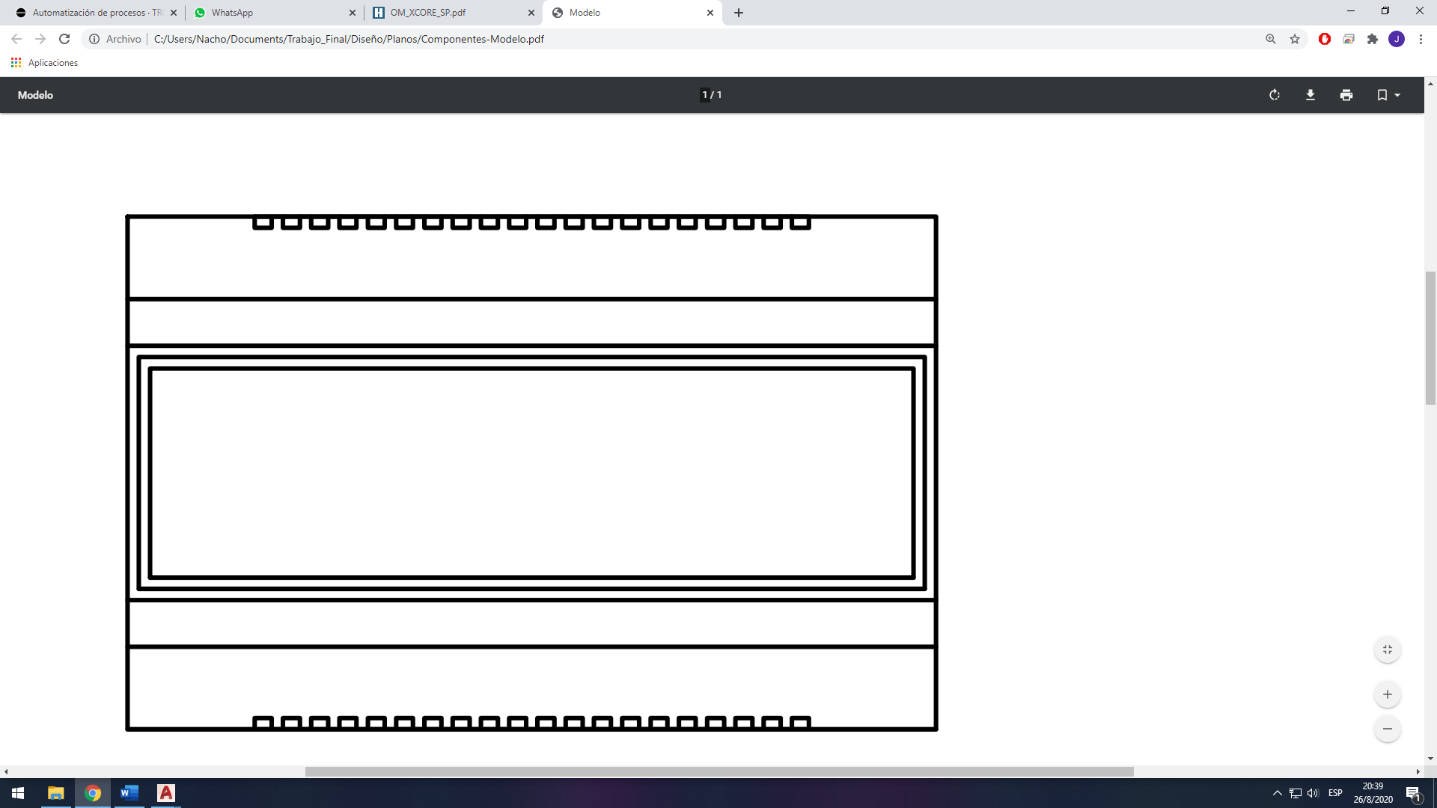 Automatización de procesos - TR
WhatsApp
OM_XCORE_SP.pdf
Modelo
Archivo
C:/Users/Nacho/Documents/Trabajo_Final/Diseño/Planos/Componentes-Modelo.pdf
J
Aplicaciones
Modelo
1 / 1
ESP
20:39
26/8/2020
1